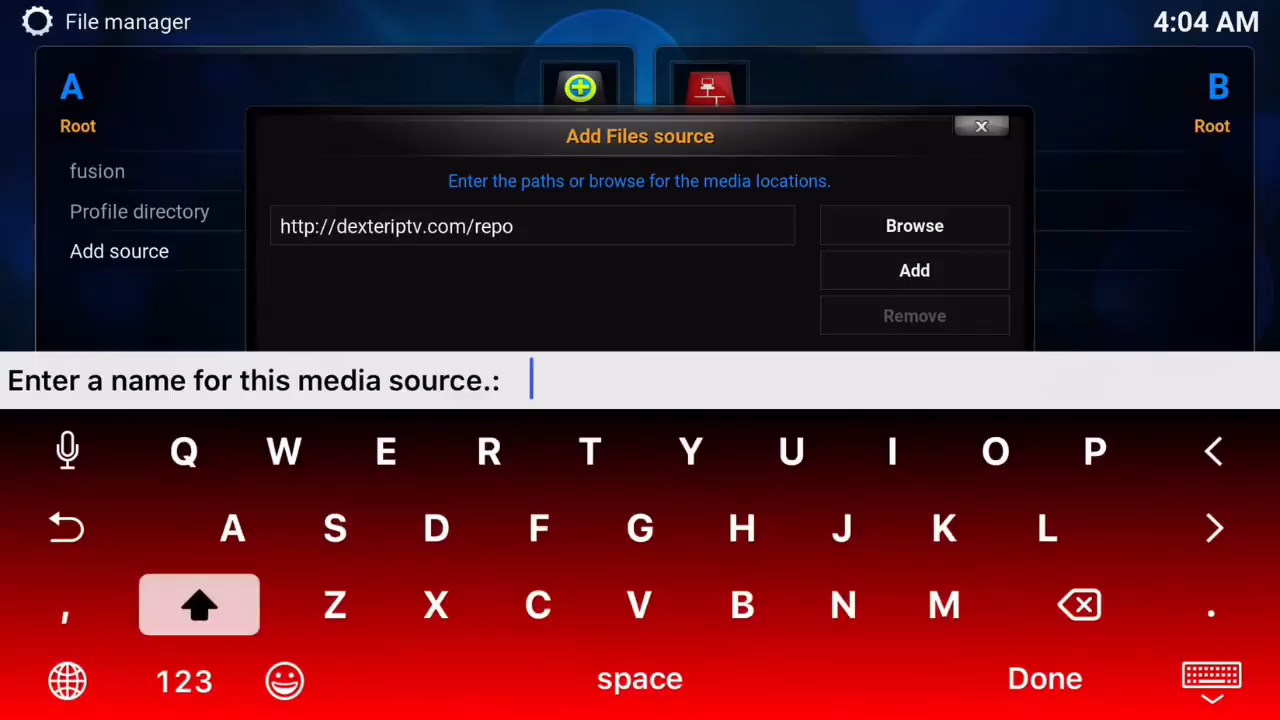 File manager
4:04 AM
A
B
Root
Root
Add Files source
Enter the paths or browse for the media locations.
fusion
Profile directory
Add source
http://dexteriptv.com/repo
Browse
Add
Remove
Enter a name for this media source.:
Q W E R T Y U I O P
A S D F G H J K L
, Z X C V B N M .
123 space Done